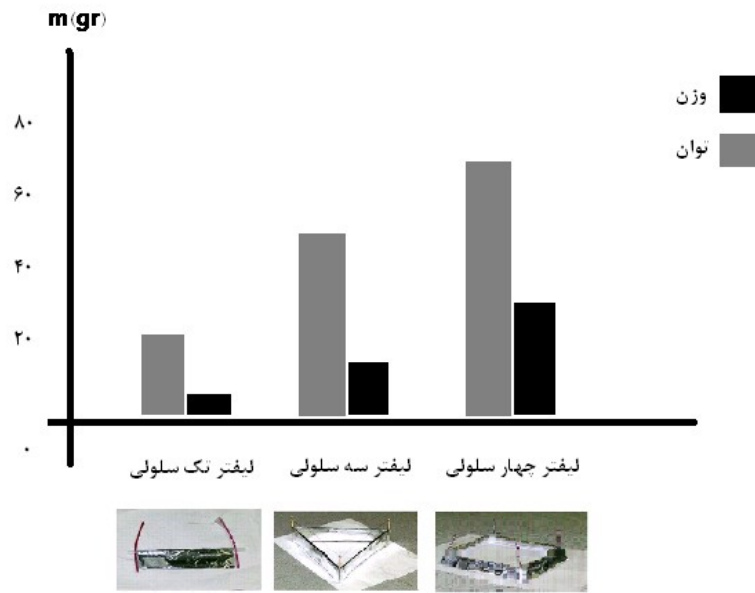 m(gr)
وزن
توان
۸۰
۶۰
۴۰
۲۰
۰
لیفتر تک سلولی
لیفتر سه سلولی
لیفتر چهار سلولی